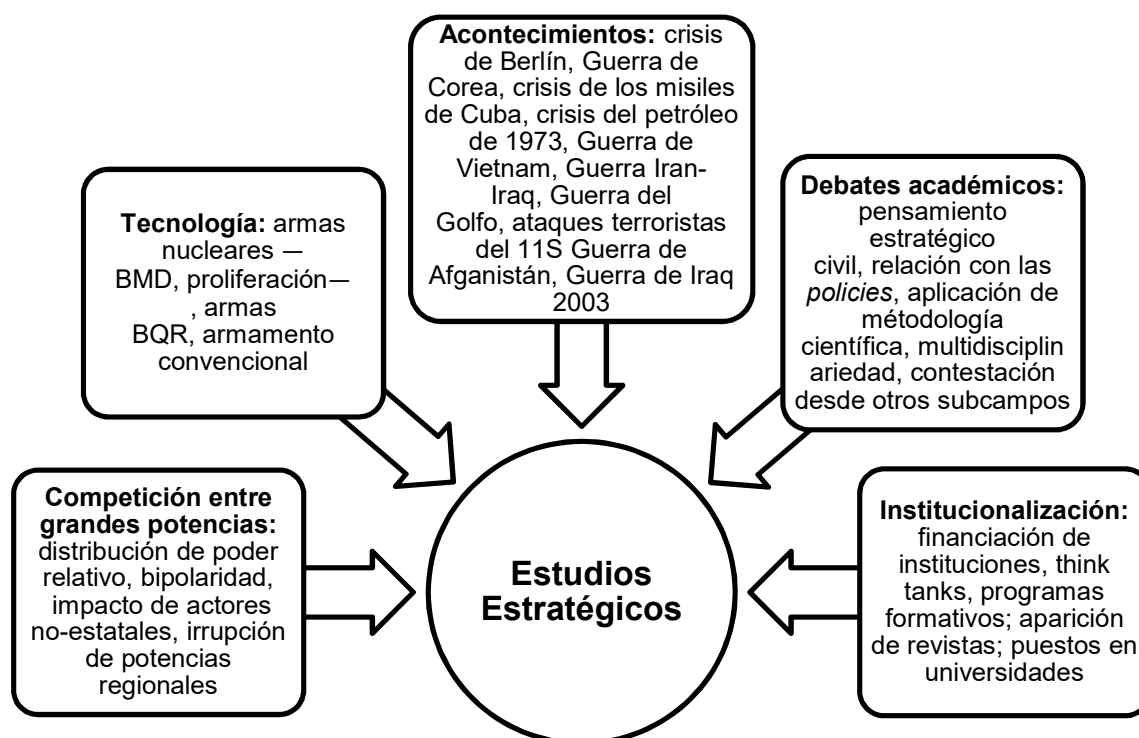 Acontecimientos: crisis
de Berlín, Guerra de
Corea, crisis de los misiles
de Cuba, crisis del petróleo
de 1973, Guerra de
Vietnam, Guerra Iran-
Iraq, Guerra del
Golfo, ataques terroristas
del 11S Guerra de
Afganistán, Guerra de Iraq
2003
Tecnología: armas
nucleares —
BMD, proliferación—
, armas
BQR, armamento
convencional
Debates académicos:
pensamiento
estratégico
civil, relación con las
policies, aplicación de
métodología
científica, multidisciplin
ariedad, contestación
desde otros subcampos
Competición entre
grandes potencias:
distribución de poder
relativo, bipolaridad,
impacto de actores
no-estatales, irrupción
de potencias
regionales
Estudios
Estratégicos
Institucionalización:
financiación de
instituciones, think
tanks, programas
formativos; aparición
de revistas; puestos en
universidades